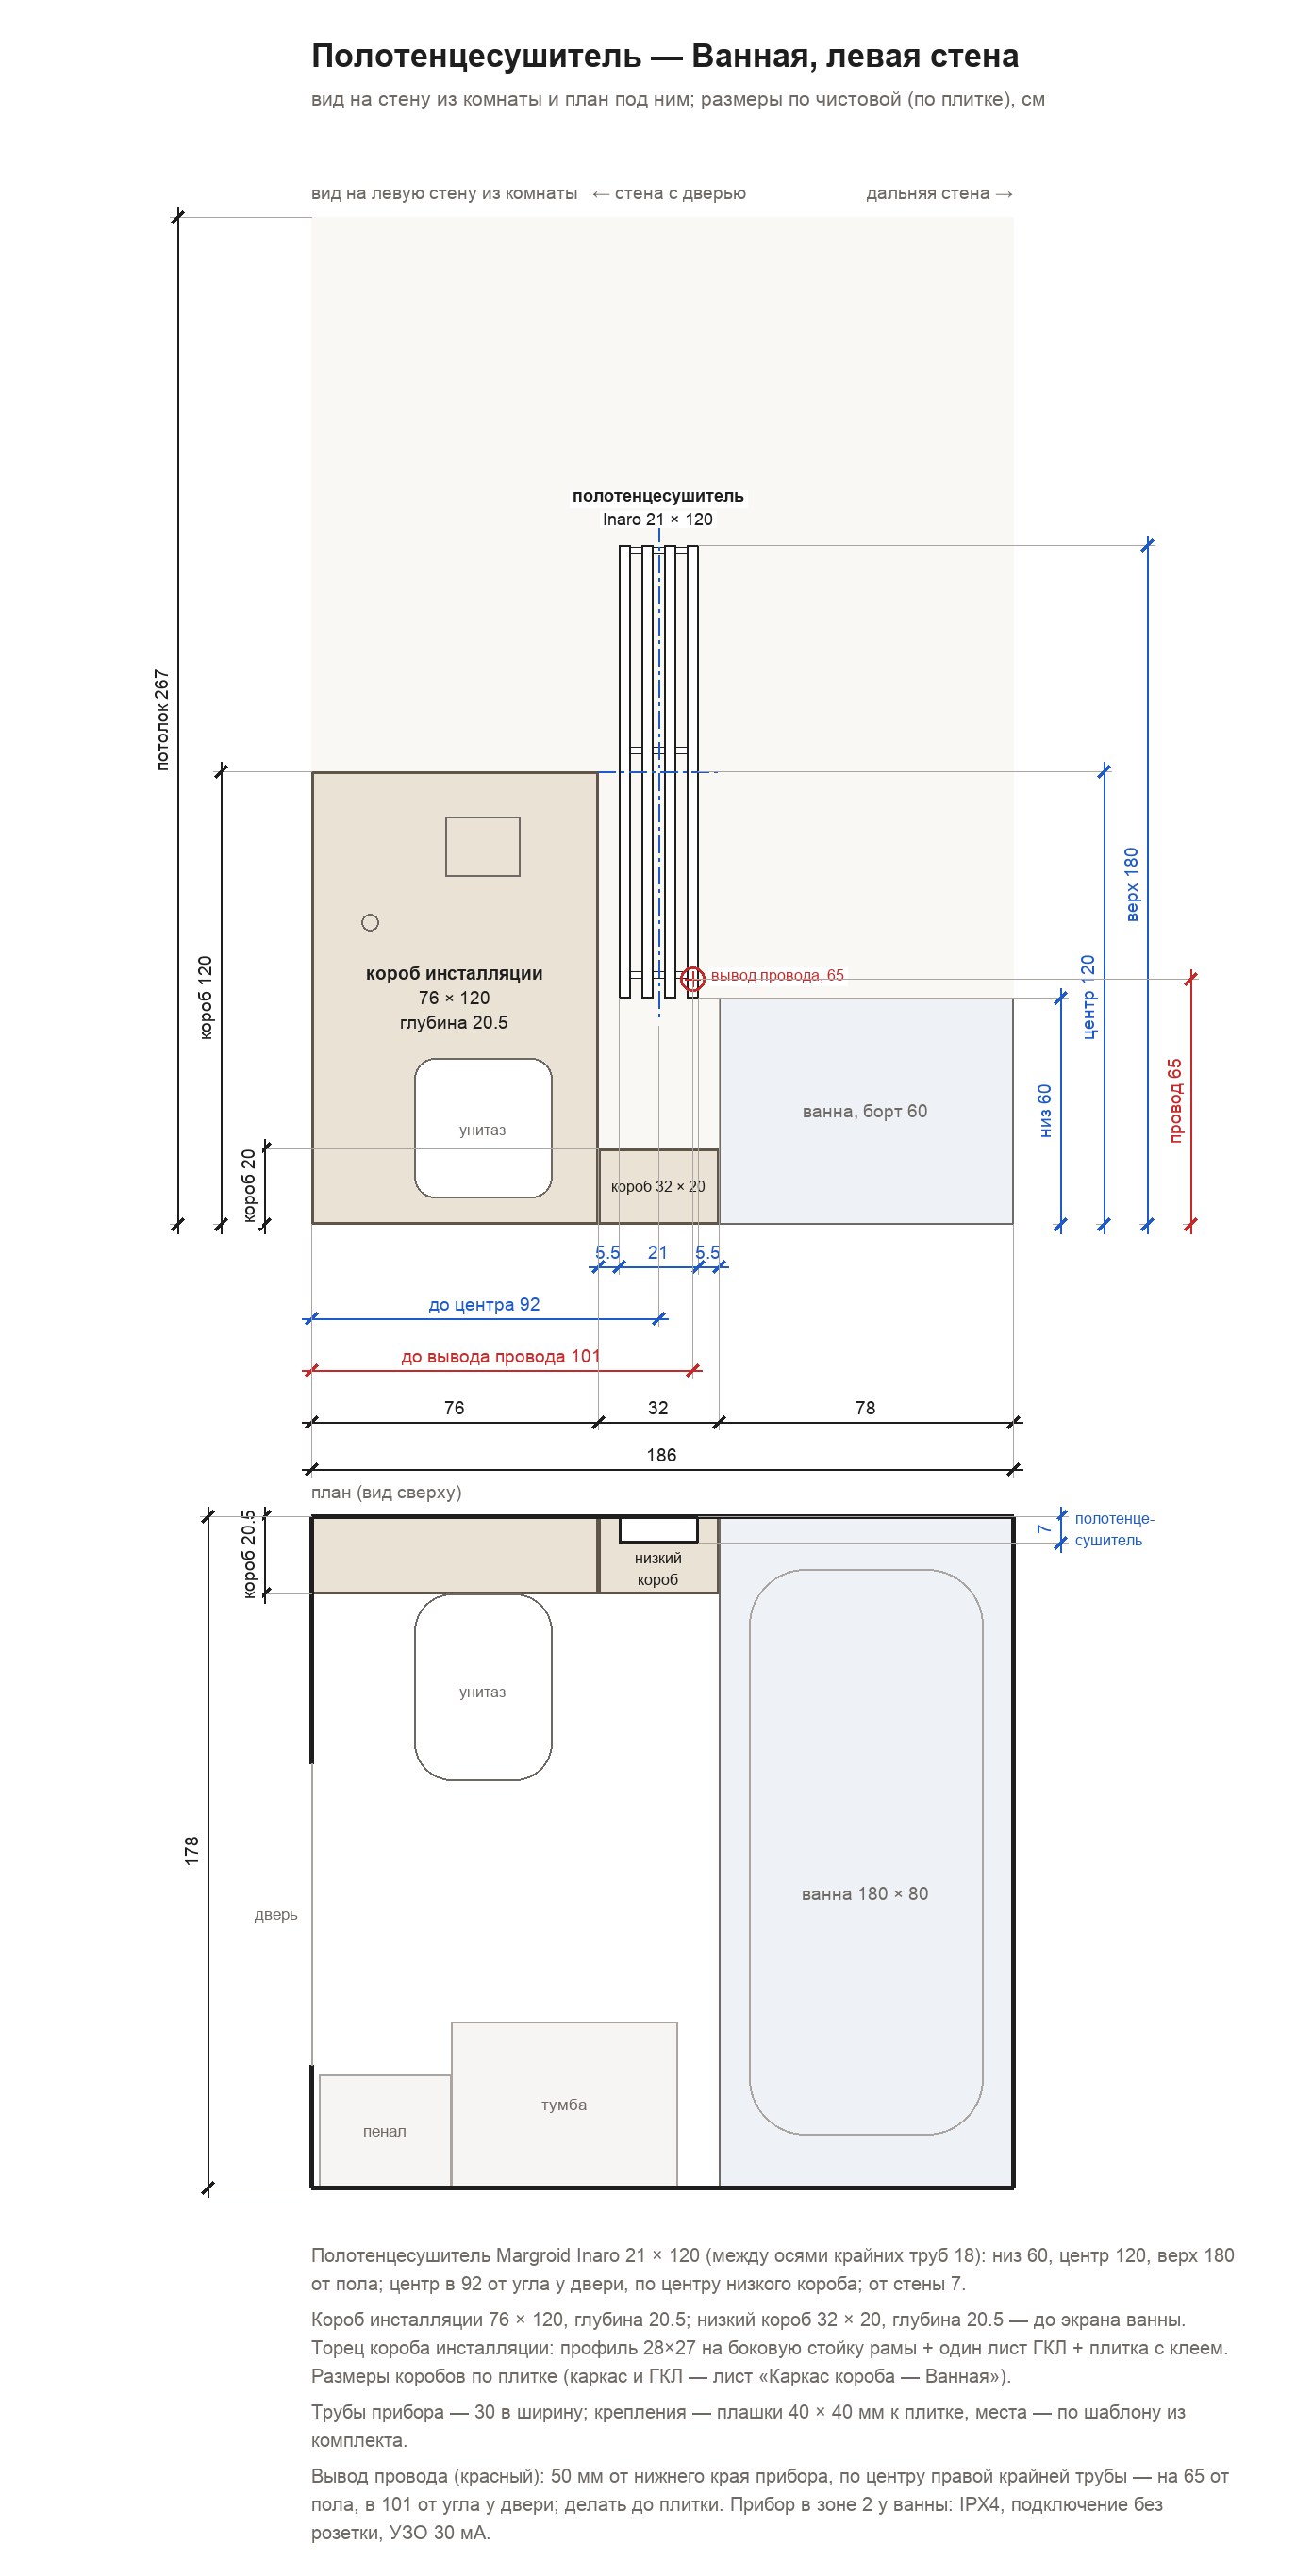 Полотенцесушитель — Ванная, левая стена
вид на стену из комнаты и план под ним; размеры по чистовой (по плитке), см
вид на левую стену из комнаты ← стена с дверью дальняя стена →
полотенцесушитель
Inaro 21 × 120
потолок 267
короб 120
короб 20
короб инсталляции
76 × 120
глубина 20.5
унитаз
короб 32 × 20
вывод провода, 65
ванна, борт 60
низ 60
центр 120
верх 180
провод 65
5.5 21 5.5
до центра 92
до вывода провода 101
76 32 78
186
план (вид сверху)
короб 20.5
низкий
короб
7
полотенце-
сушитель
унитаз
178
дверь
ванна 180 × 80
тумба
пенал
Полотенцесушитель Margroid Inaro 21 × 120 (между осями крайних труб 18): низ 60, центр 120, верх 180
от пола; центр в 92 от угла у двери, по центру низкого короба; от стены 7.
Короб инсталляции 76 × 120, глубина 20.5; низкий короб 32 × 20, глубина 20.5 — до экрана ванны.
Торец короба инсталляции: профиль 28×27 на боковую стойку рамы + один лист ГКЛ + плитка с клеем.
Размеры коробов по плитке (каркас и ГКЛ — лист «Каркас короба — Ванная»).
Трубы прибора — 30 в ширину; крепления — плашки 40 × 40 мм к плитке, места — по шаблону из
комплекта.
Вывод провода (красный): 50 мм от нижнего края прибора, по центру правой крайней трубы — на 65 от
пола, в 101 от угла у двери; делать до плитки. Прибор в зоне 2 у ванны: IPX4, подключение без
розетки, УЗО 30 мА.